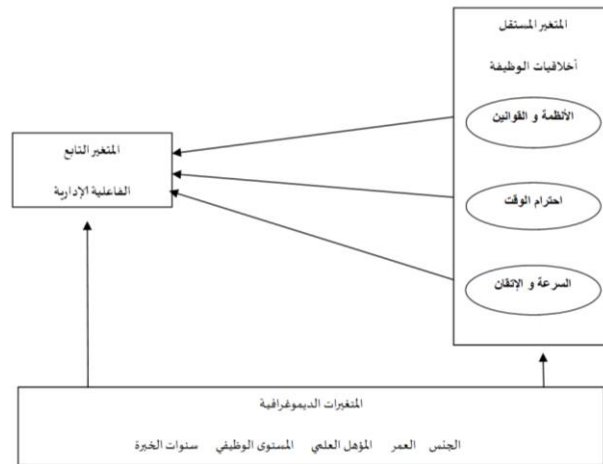 المتغير المستقل
أخلاقيات الوظيفة
الأنظمة و القوانين
احترام الوقت
السرعة و الإتقان
المتغير التابع
الفاعلية الإدارية
المتغيرات الديموغرافية
الجنس العمر المؤهل العلمي المستوى الوظيفي سنوات الخبرة